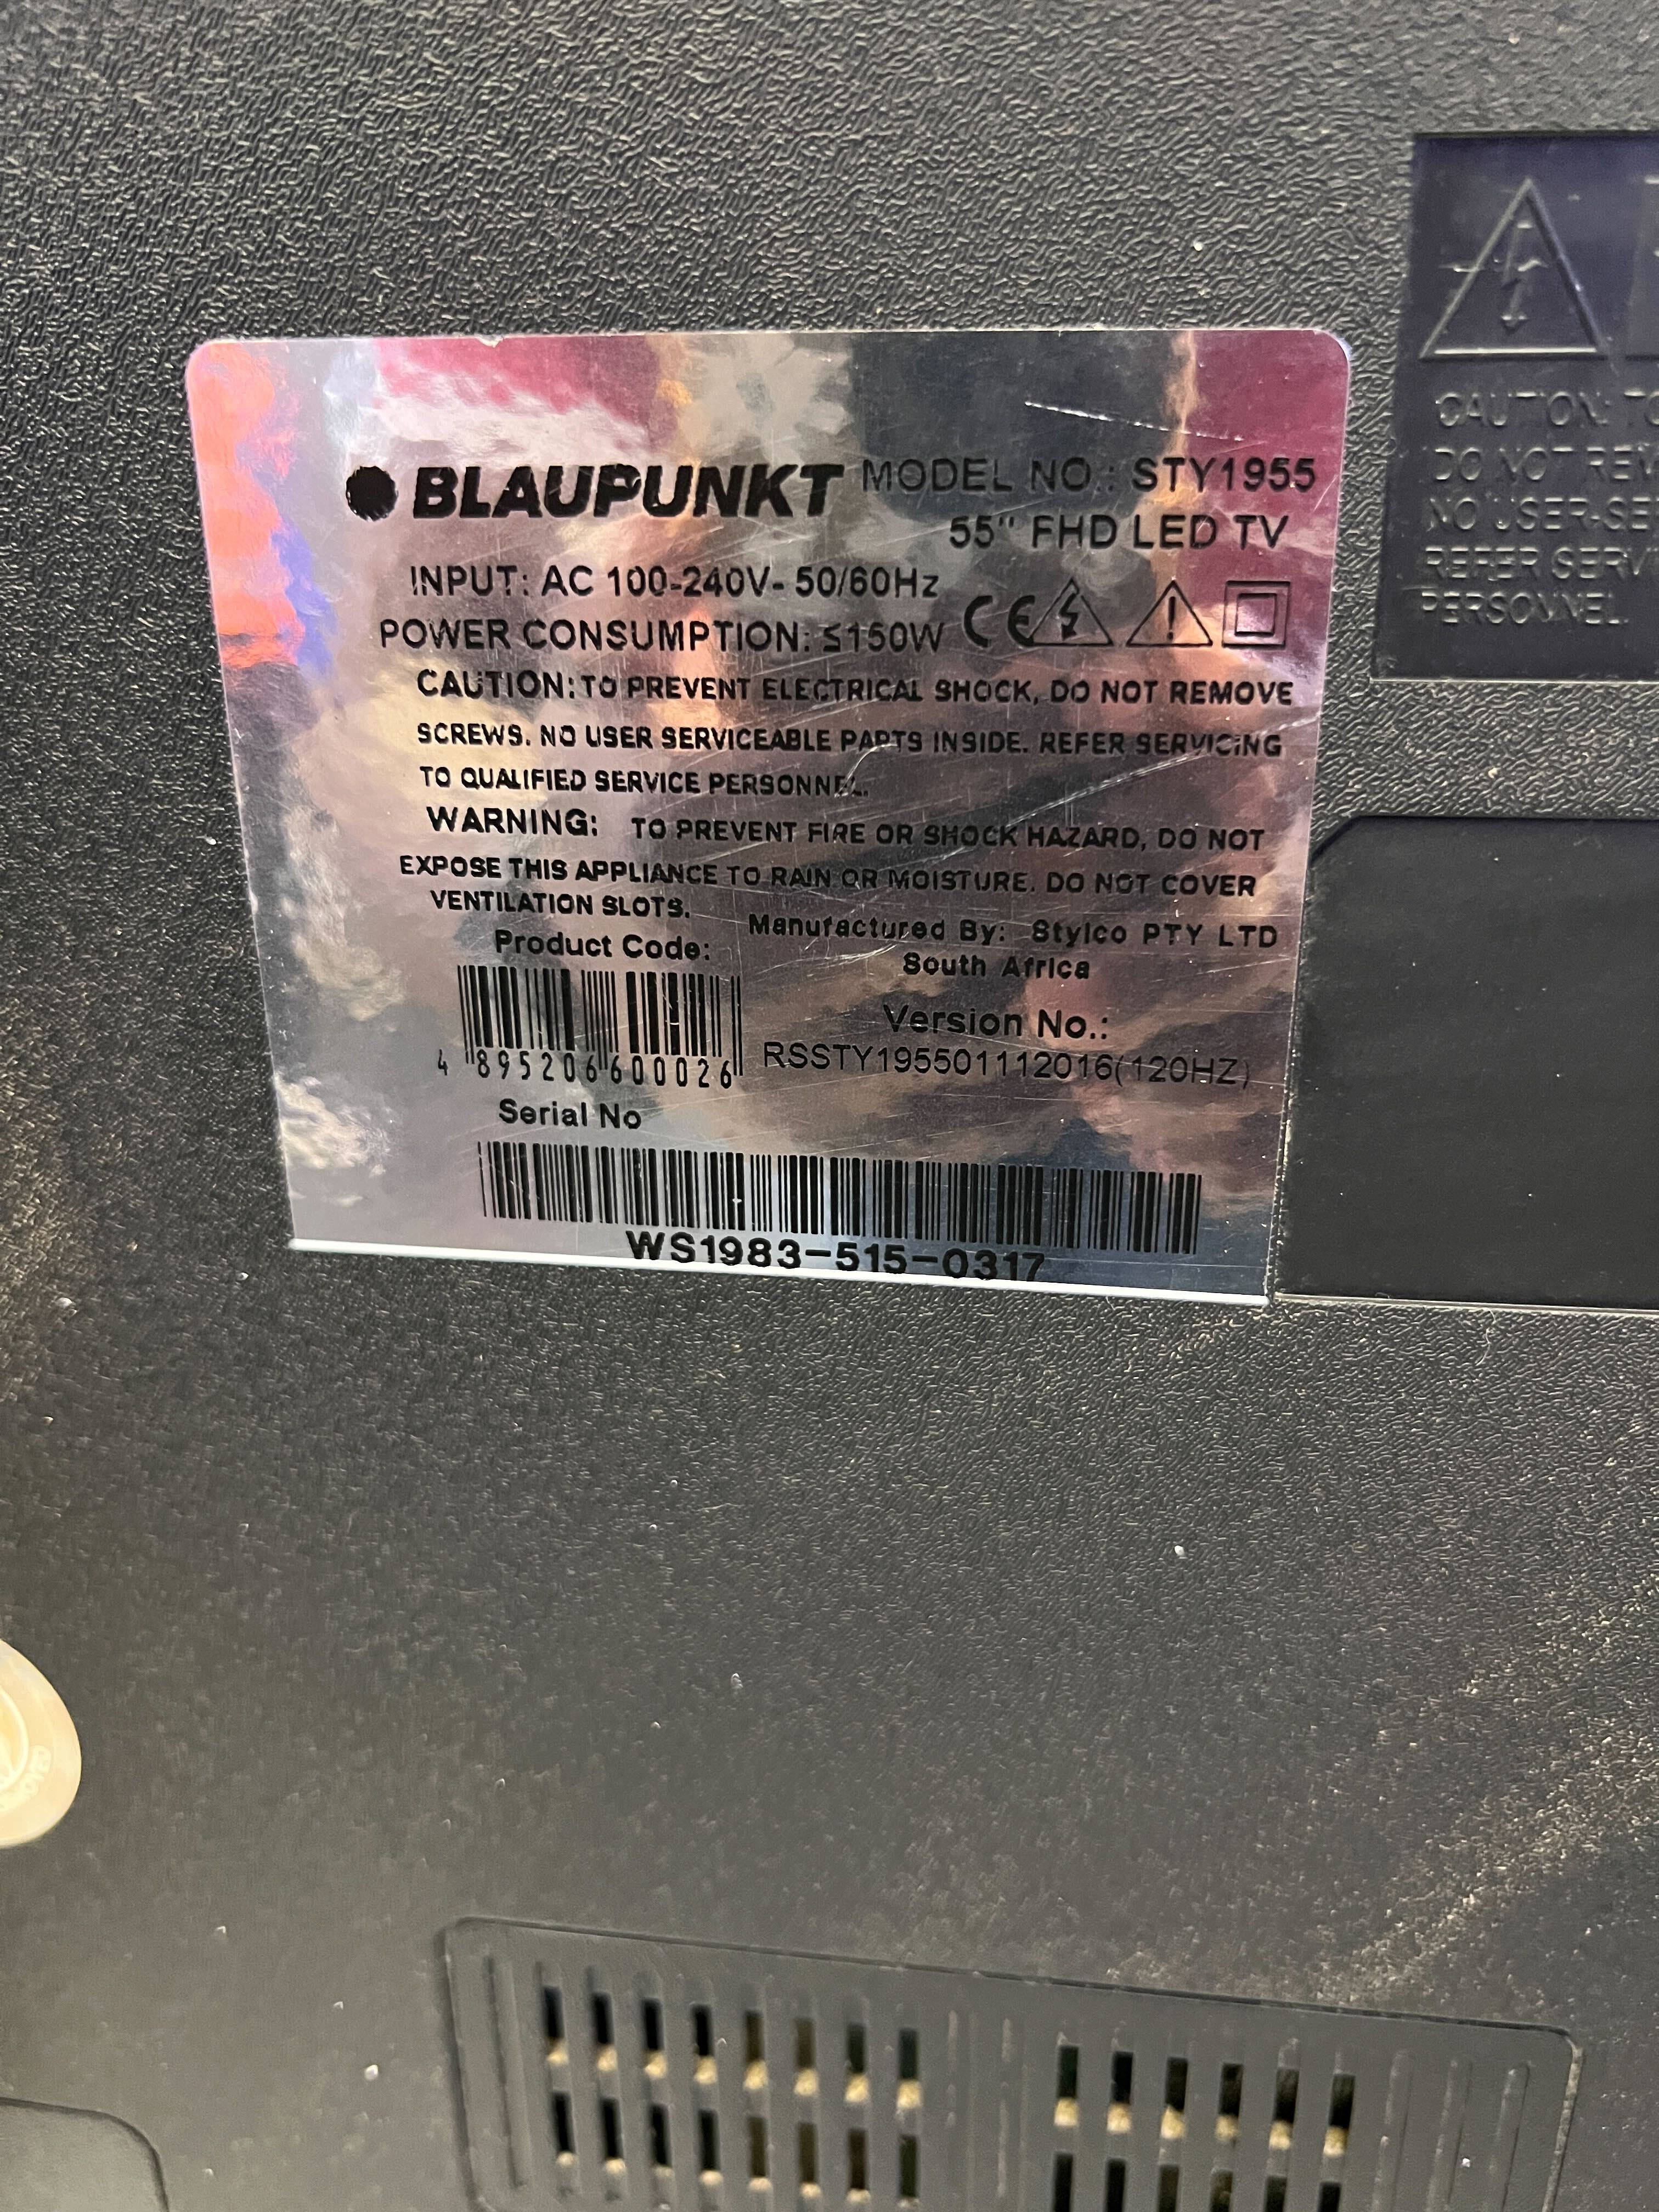 BLAUPUNKT MODEL NO.: STY1955
55" FHD LED TV
INPUT: AC 100-240V- 50/60Hz
POWER CONSUMPTION: ≤150W CE
CAUTION: TO PREVENT ELECTRICAL SHOCK, DO NOT REMOVE
SCREWS. NO USER SERVICEABLE PARTS INSIDE. REFER SERVICING
TO QUALIFIED SERVICE PERSONNEL.
WARNING: TO PREVENT FIRE OR SHOCK HAZARD, DO NOT
EXPOSE THIS APPLIANCE TO RAIN OR MOISTURE. DO NOT COVER
VENTILATION SLOTS.
Manufactured By: Stylco PTY LTD
South Africa
Product Code:
4 895206 600026
Version No.:
RSSTY195501112016(120HZ)
Serial No
WS1983-515-0317
CAUTION: TO
DO NOT REM
NO USER-SE
REFER SERVI
PERSONNEL.